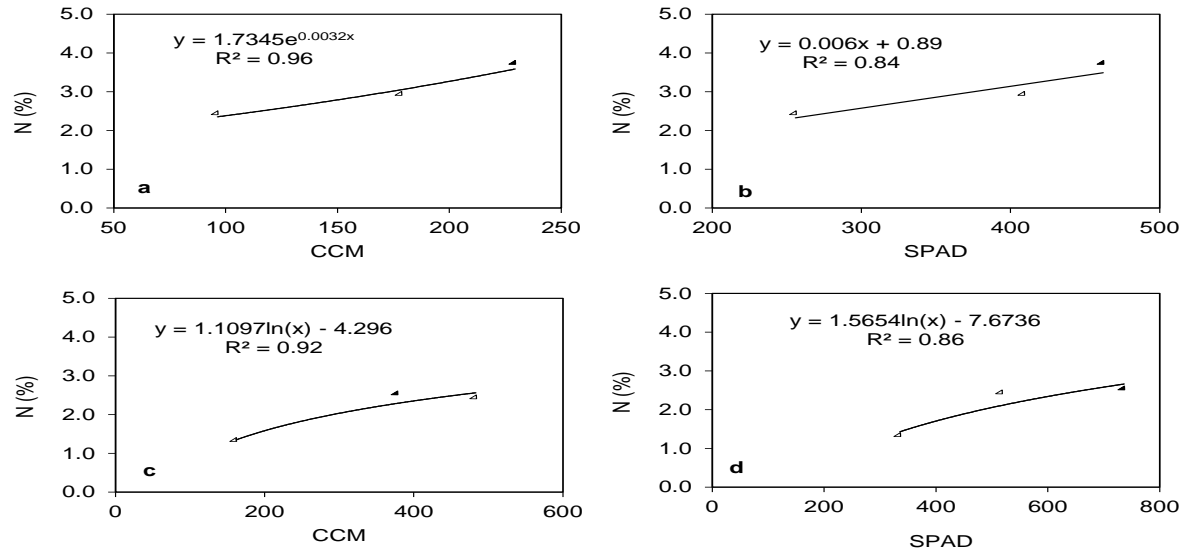 5.0
4.0
3.0
2.0
1.0
0.0
N (%)
y = 1.7345e^0.0032x
R² = 0.96
a
50 100 150 200 250
CCM
5.0
4.0
3.0
2.0
1.0
0.0
N (%)
y = 0.006x + 0.89
R² = 0.84
b
200 300 400 500
SPAD
5.0
4.0
3.0
2.0
1.0
0.0
N (%)
y = 1.1097ln(x) - 4.296
R² = 0.92
c
0 200 400 600
CCM
5.0
4.0
3.0
2.0
1.0
0.0
N (%)
y = 1.5654ln(x) - 7.6736
R² = 0.86
d
0 200 400 600 800
SPAD